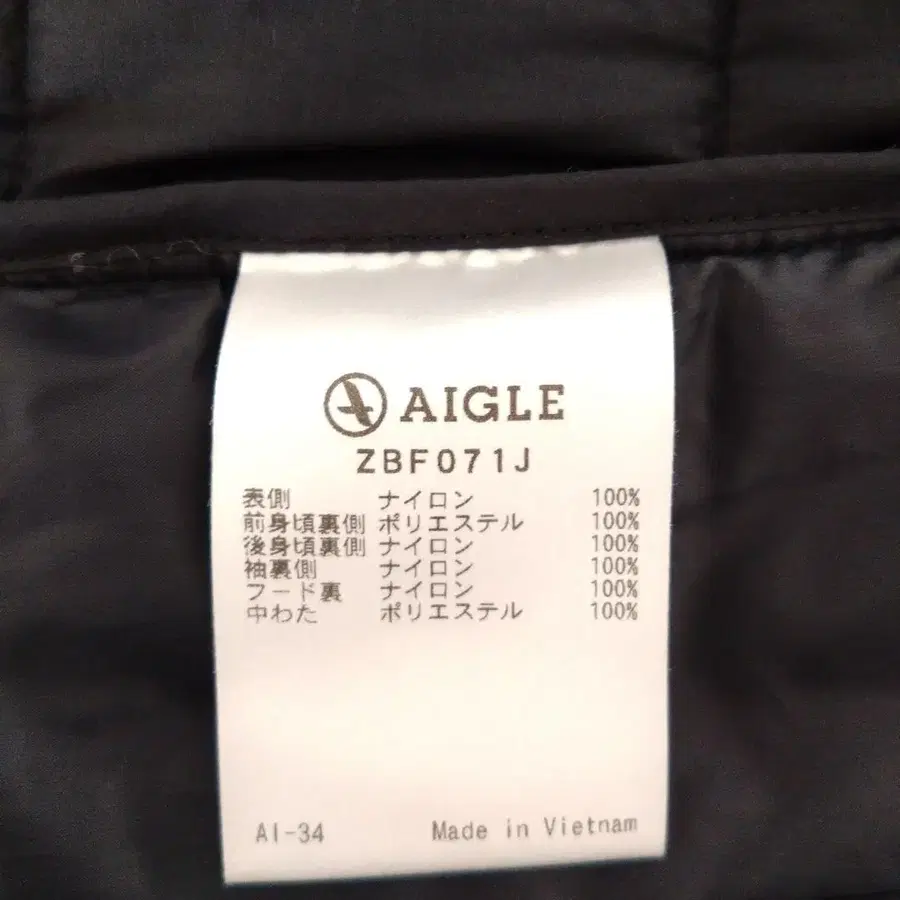 AIGLE
ZBF071J
表側 ナイロン 100%
前身頃裏側 ポリエステル 100%
後身頃裏側 ナイロン 100%
袖裏側 ナイロン 100%
フード裏 ナイロン 100%
中わた ポリエステル 100%
AI-34 Made in Vietnam